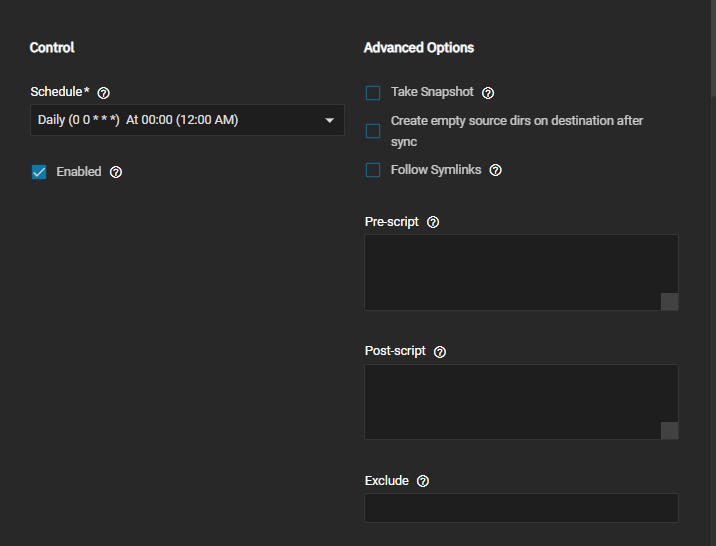 Control
Schedule*
Daily (0 0 * * *) At 00:00 (12:00 AM)
Enabled
Advanced Options
Take Snapshot
Create empty source dirs on destination after
sync
Follow Symlinks
Pre-script
Post-script
Exclude